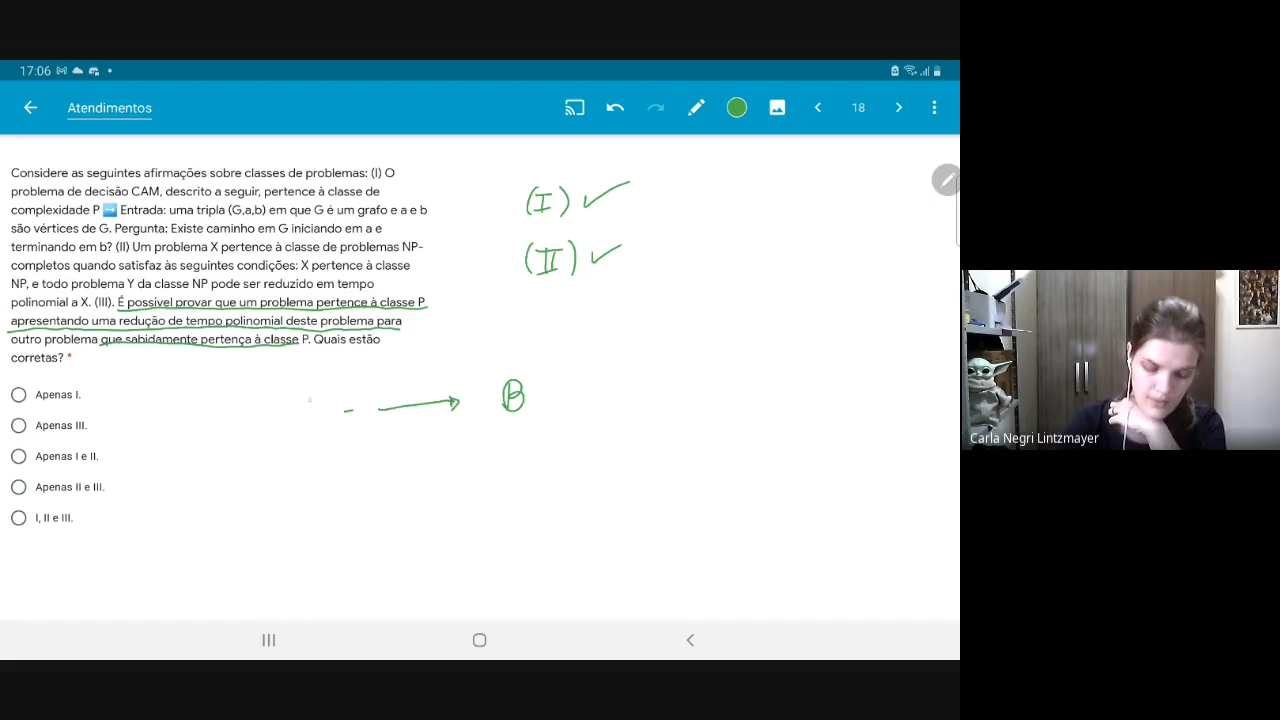 17:06
Atendimentos
18
Considere as seguintes afirmações sobre classes de problemas: (I) O
problema de decisão CAM, descrito a seguir, pertence à classe de
complexidade P ➡ Entrada: uma tripla (G,a,b) em que G é um grafo e a e b
são vértices de G. Pergunta: Existe caminho em G iniciando em a e
terminando em b? (II) Um problema X pertence à classe de problemas NP-
completos quando satisfaz às seguintes condições: X pertence à classe
NP, e todo problema Y da classe NP pode ser reduzido em tempo
polinomial a X. (III). É possível provar que um problema pertence à classe P
apresentando uma redução de tempo polinomial deste problema para
outro problema que sabidamente pertença à classe P. Quais estão
corretas? *
Apenas I.
Apenas III.
Apenas I e II.
Apenas II e III.
I, II e III.
(I) ✓
(II) ✓
→ B
Carla Negri Lintzmayer